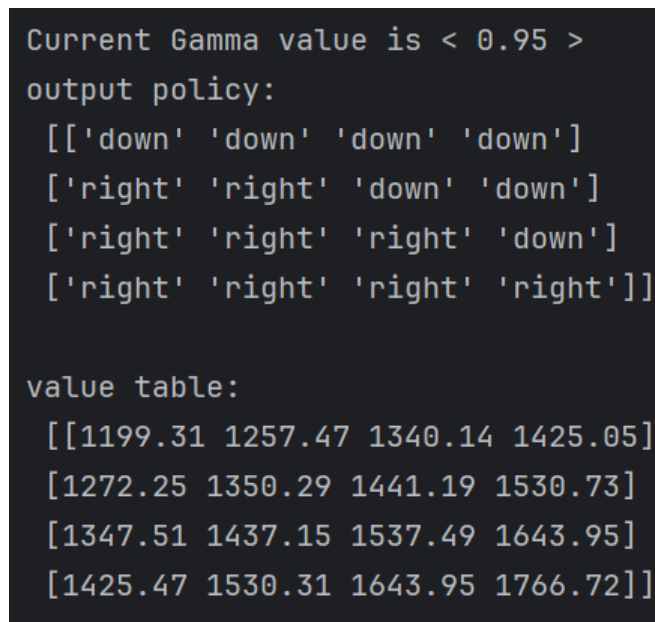 Current Gamma value is < 0.95 >
output policy:
[['down' 'down' 'down' 'down']
['right' 'right' 'down' 'down']
['right' 'right' 'right' 'down']
['right' 'right' 'right' 'right']]
value table:
[[1199.31 1257.47 1340.14 1425.05]
[1272.25 1350.29 1441.19 1530.73]
[1347.51 1437.15 1537.49 1643.95]
[1425.47 1530.31 1643.95 1766.72]]